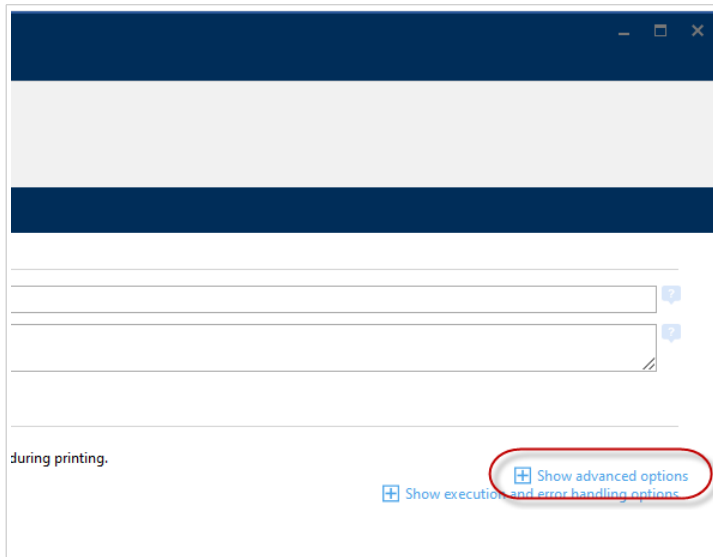 ?
?
during printing.
Show advanced options
Show execution and error handling options